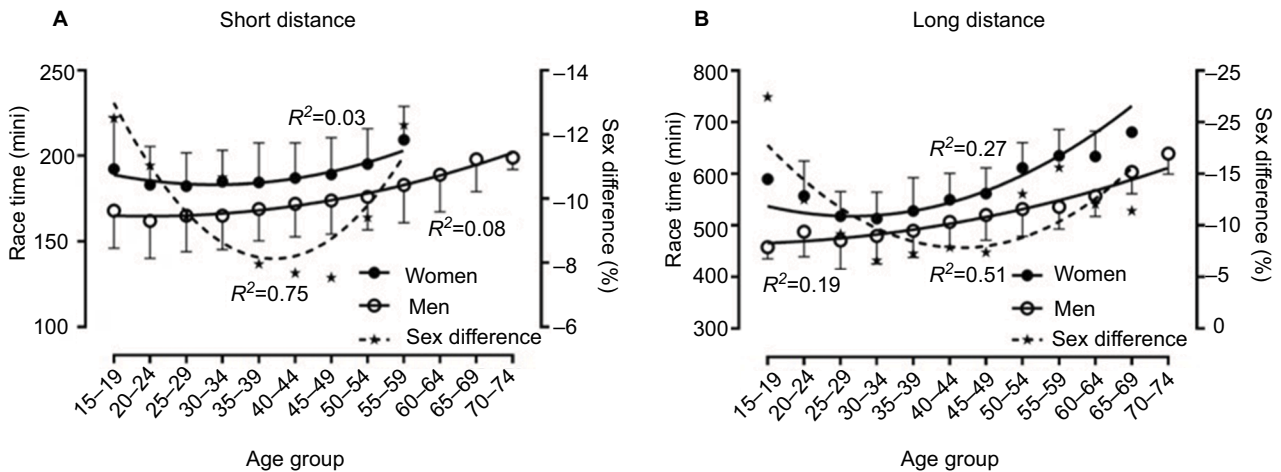 A
Short distance
250
200
150
100
Race time (mini)
–14
–12
–10
–8
–6
Sex difference (%)
R²=0.03
R²=0.08
R²=0.75
Women
Men
Sex difference
15–19
20–24
25–29
30–34
35–39
40–44
45–49
50–54
55–59
60–64
65–69
70–74
Age group
B
Long distance
800
700
600
500
400
300
Race time (mini)
–25
–25
–15
–10
–5
0
Sex difference (%)
R²=0.27
R²=0.51
R²=0.19
Women
Men
Sex difference
15–19
20–24
25–29
30–34
35–39
40–44
45–49
50–54
55–59
60–64
65–69
70–74
Age group